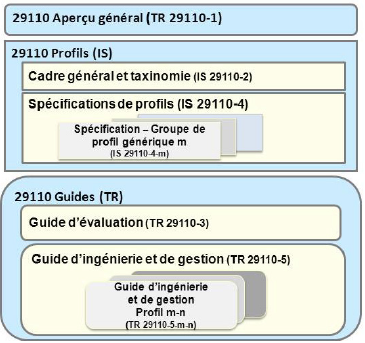 29110 Aperçu général (TR 29110-1)
29110 Profils (IS)
Cadre général et taxinomie (IS 29110-2)
Spécifications de profils (IS 29110-4)
Spécification – Groupe de
profil générique m
(IS 29110-4-m)
29110 Guides (TR)
Guide d'évaluation (TR 29110-3)
Guide d'ingénierie et de gestion (TR 29110-5)
Guide d'ingénierie
et de gestion
Profil m-n
(TR 29110-5-m-n)